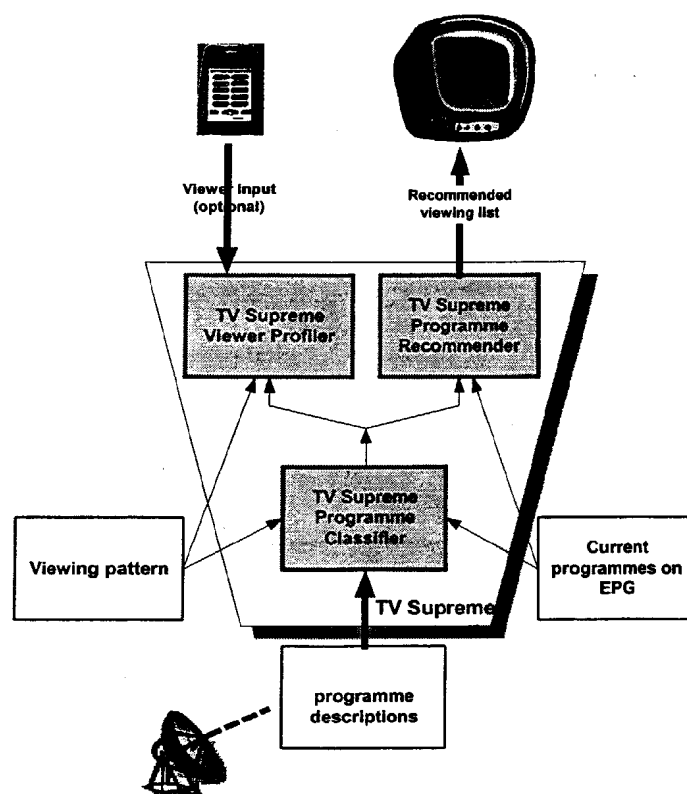 Viewer input
(optional)
Recommended
viewing list
TV Supreme
Viewer Profiler
TV Supreme
Programme
Recommender
TV Supreme
Programme
Classifier
Viewing pattern
Current
programmes on
EPG
TV Supreme
programme
descriptions